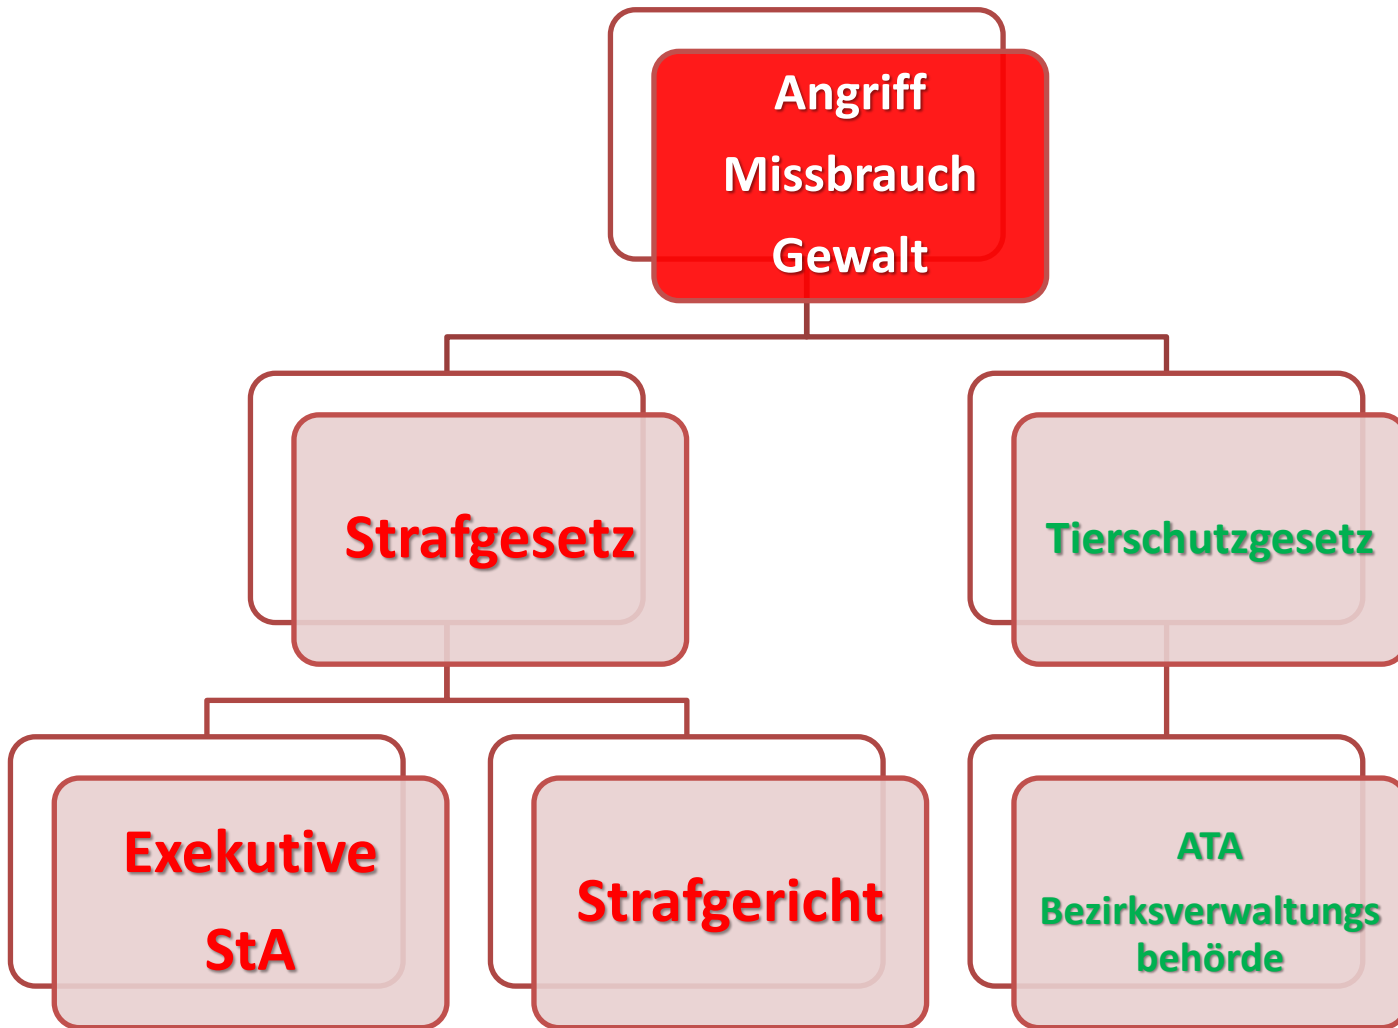 Angriff
Missbrauch
Gewalt
Strafgesetz
Tierschutzgesetz
Exekutive
StA
Strafgericht
ATA
Bezirksverwaltungs
behörde